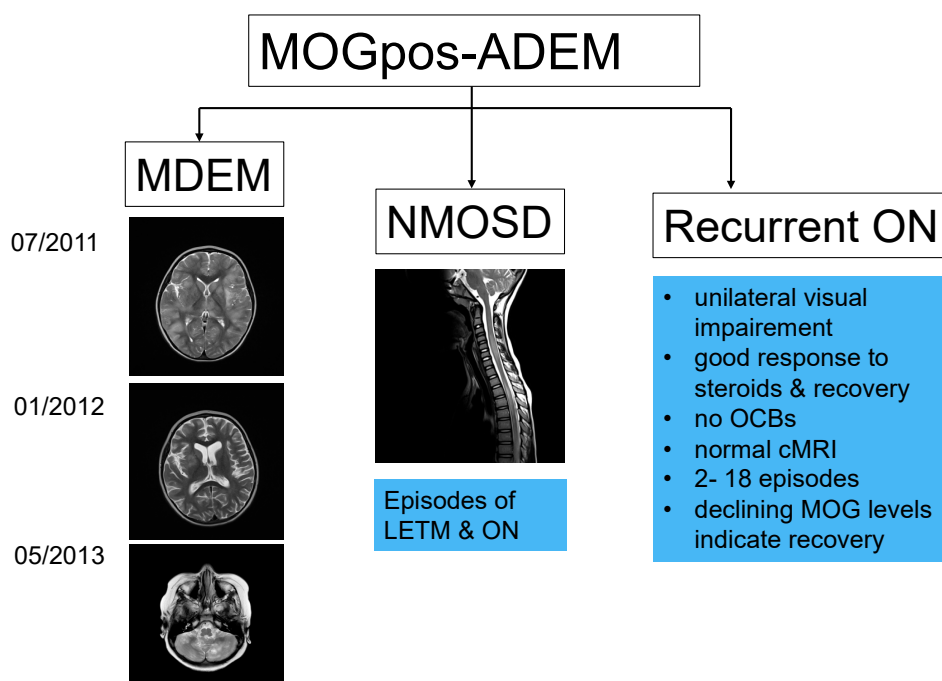 MOGpos-ADEM
MDEM
07/2011
01/2012
05/2013
NMOSD
Episodes of
LETM & ON
Recurrent ON
• unilateral visual
impairement
• good response to
steroids & recovery
• no OCBs
• normal cMRI
• 2- 18 episodes
• declining MOG levels
indicate recovery